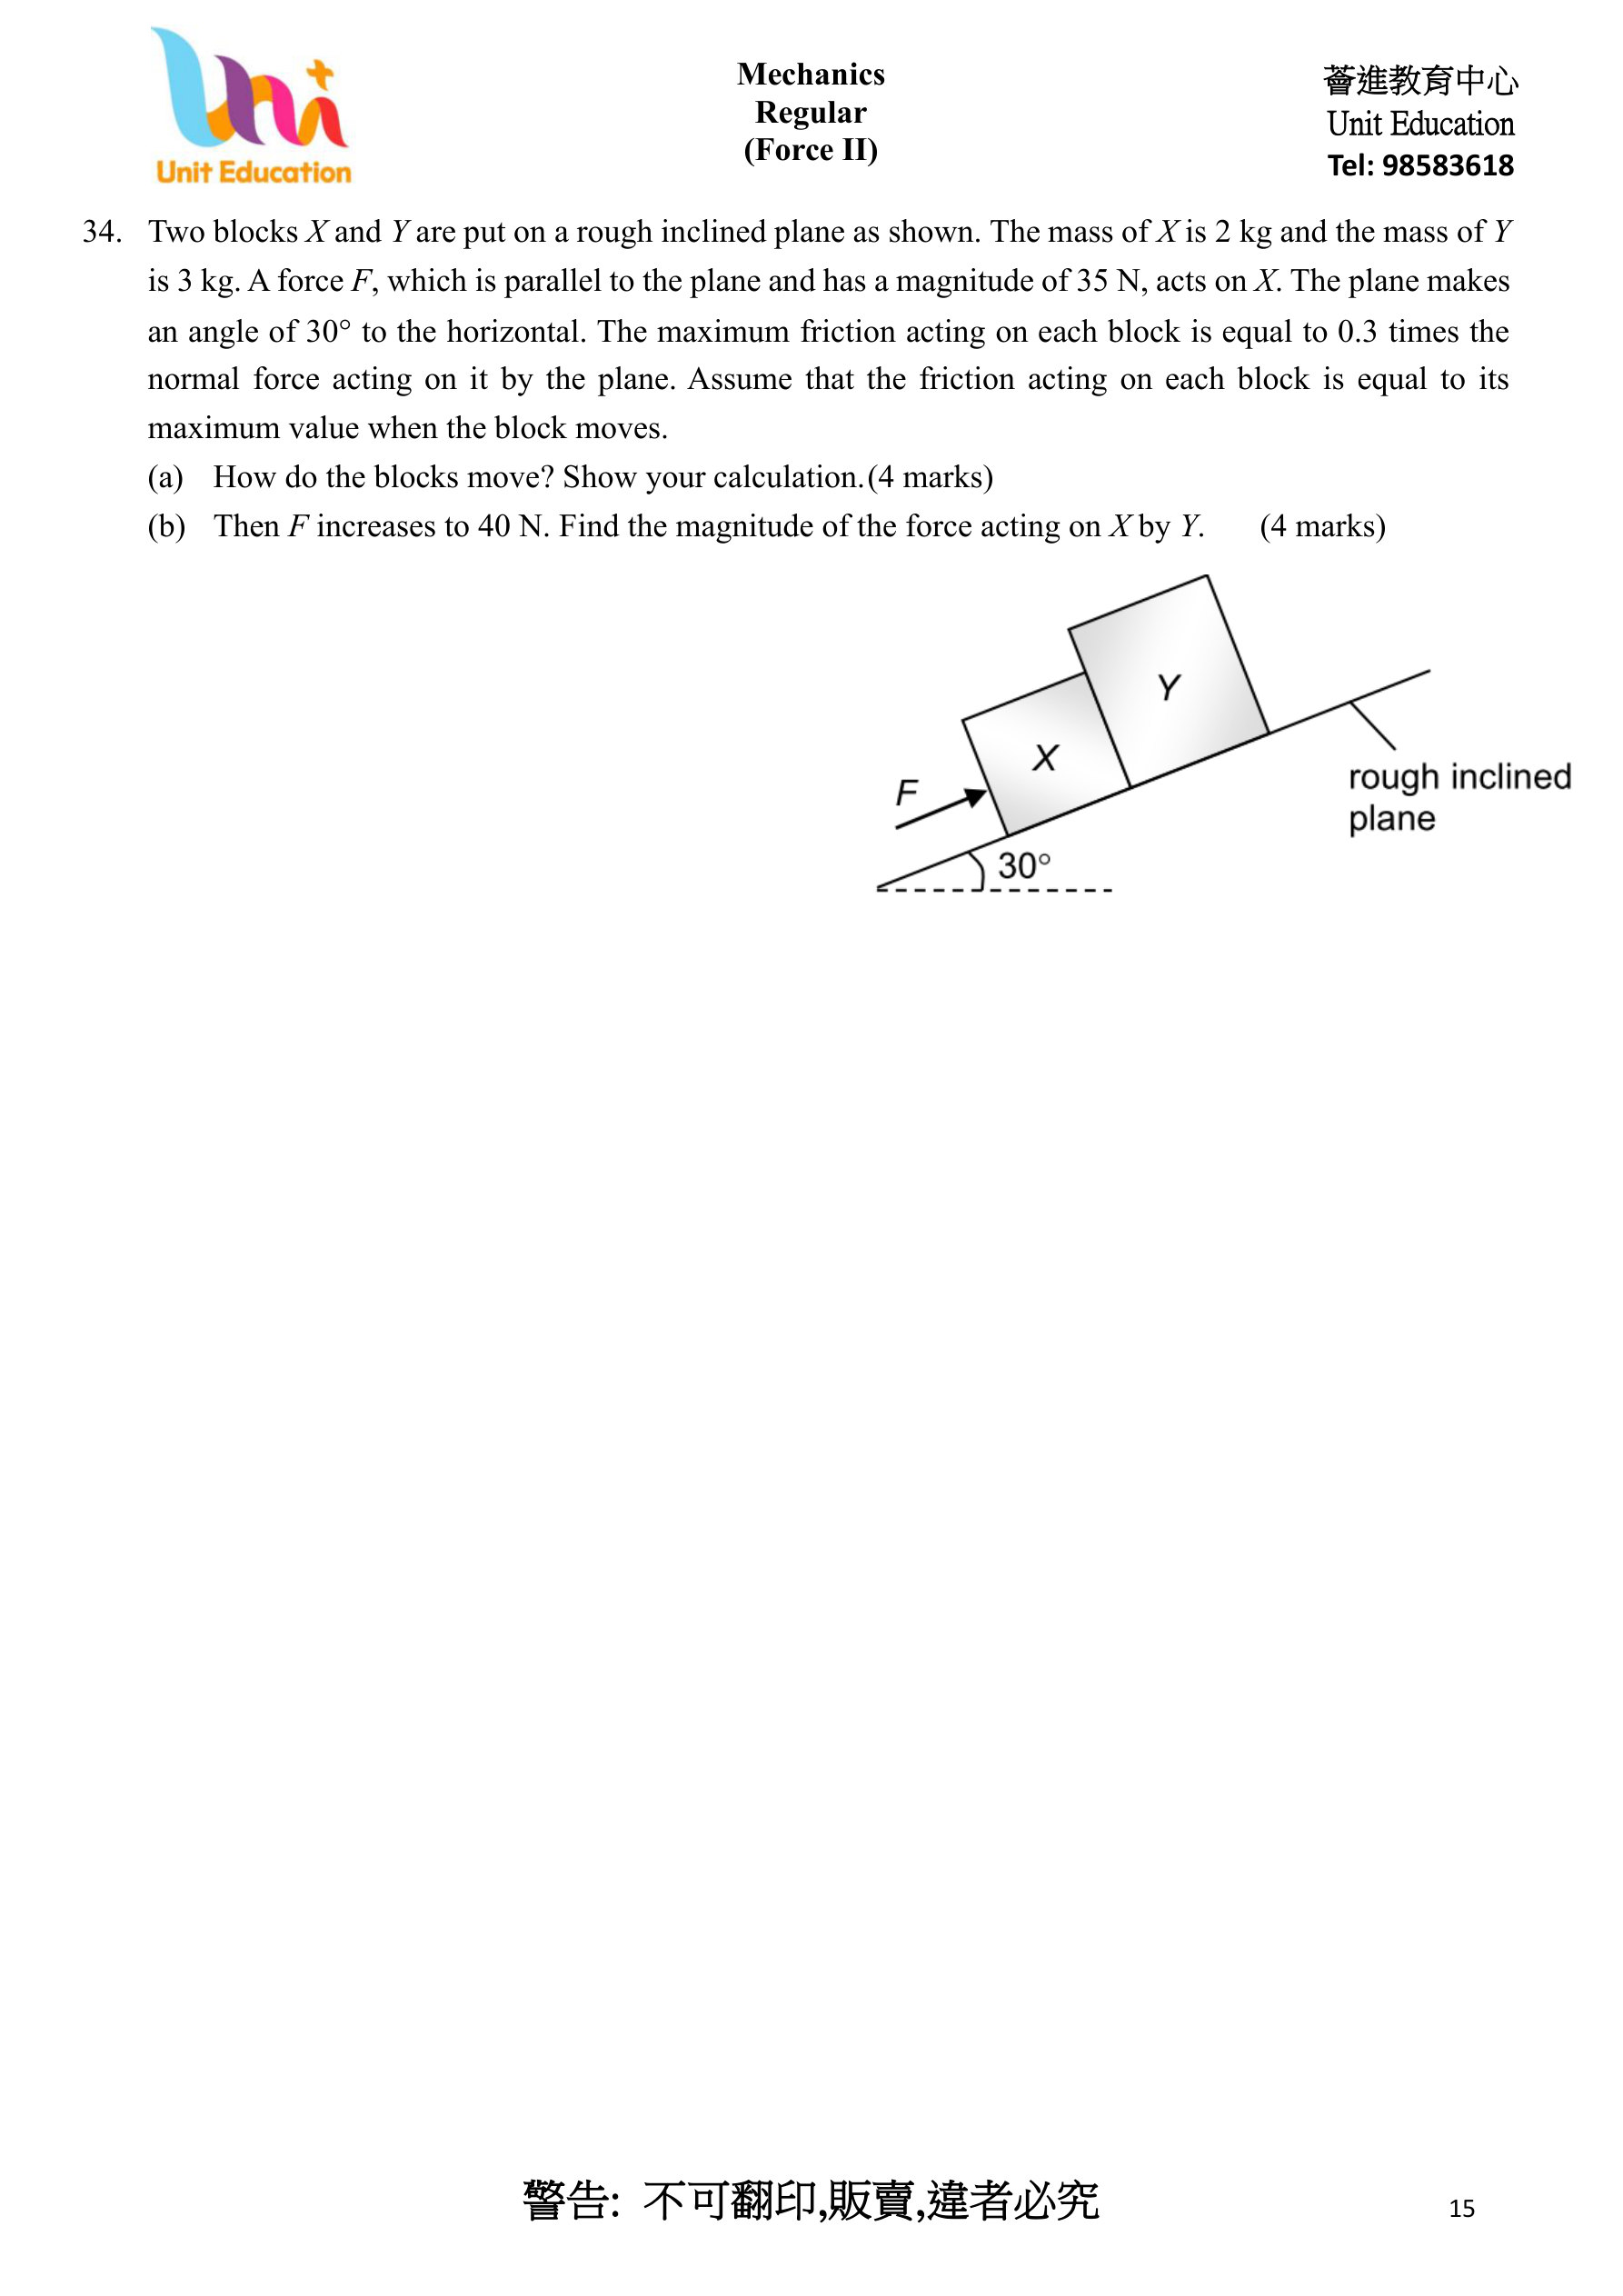 Unit Education
Mechanics
Regular
(Force II)
薈進教育中心
Unit Education
Tel: 98583618
34. Two blocks X and Y are put on a rough inclined plane as shown. The mass of X is 2 kg and the mass of Y
is 3 kg. A force F, which is parallel to the plane and has a magnitude of 35 N, acts on X. The plane makes
an angle of 30° to the horizontal. The maximum friction acting on each block is equal to 0.3 times the
normal force acting on it by the plane. Assume that the friction acting on each block is equal to its
maximum value when the block moves.
(a) How do the blocks move? Show your calculation. (4 marks)
(b) Then F increases to 40 N. Find the magnitude of the force acting on X by Y. (4 marks)
Y
X
F
rough inclined
plane
30°
警告: 不可翻印,販賣,違者必究
15